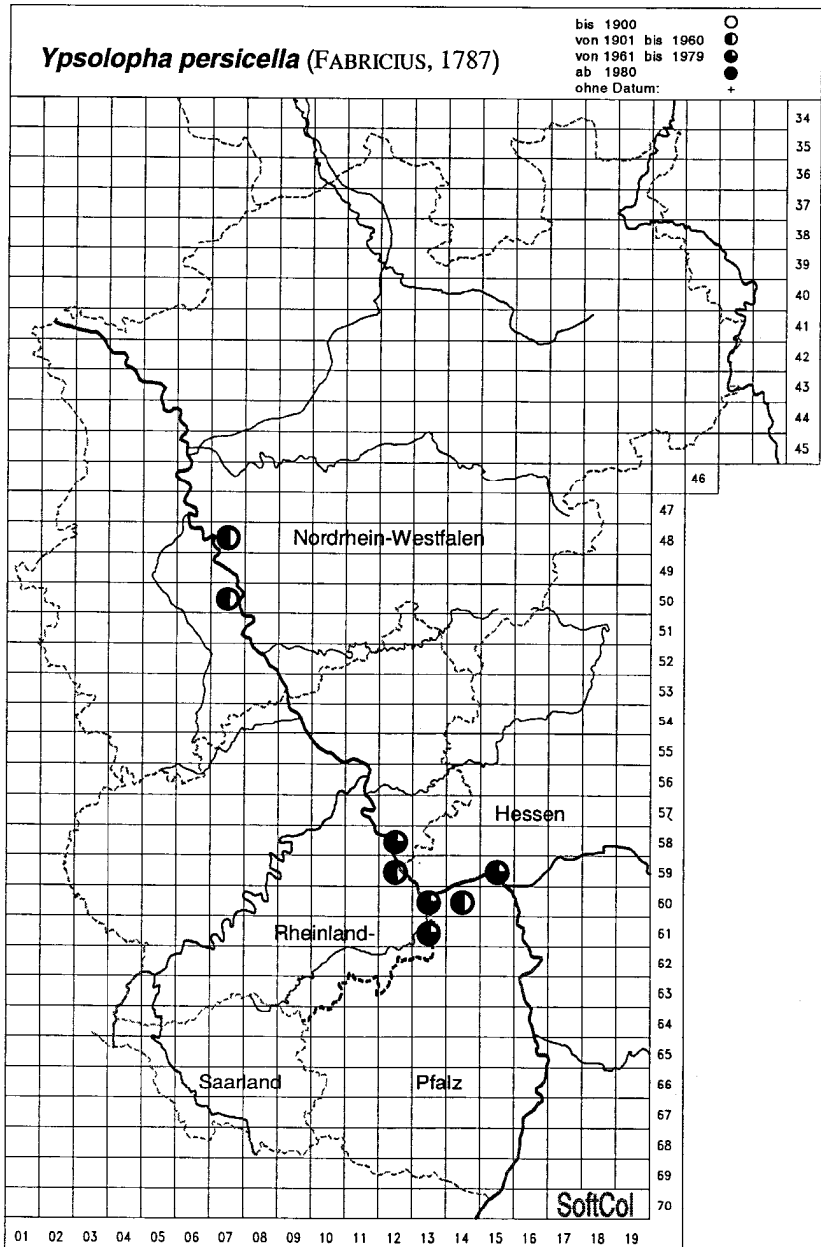 Ypsolopha persicella (FABRICIUS, 1787)
bis 1900
von 1901 bis 1960
von 1961 bis 1979
ab 1980
ohne Datum: +
34
35
36
37
38
39
40
41
42
43
44
45
46
47
Nordrhein-Westfalen 48
49
50
51
52
53
54
55
56
57
Hessen
58
59
60
Rheinland- 61
62
63
64
65
Saarland Pfalz 66
67
68
69
SoftCol 70
01 02 03 04 05 06 07 08 09 10 11 12 13 14 15 16 17 18 19